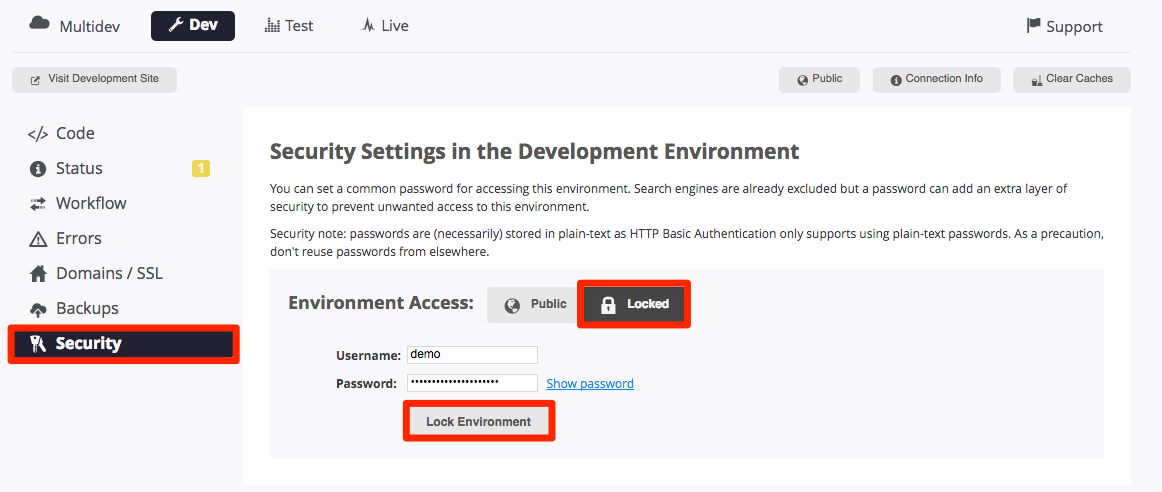 Multidev
Dev
Test
Live
Support
Visit Development Site
Public
Connection Info
Clear Caches
Code
Status
1
Workflow
Errors
Domains / SSL
Backups
Security
Security Settings in the Development Environment
You can set a common password for accessing this environment. Search engines are already excluded but a password can add an extra layer of
security to prevent unwanted access to this environment.
Security note: passwords are (necessarily) stored in plain-text as HTTP Basic Authentication only supports using plain-text passwords. As a precaution,
don't reuse passwords from elsewhere.
Environment Access:
Public
Locked
Username:
demo
Password:
•••••••••••••••••••••
Show password
Lock Environment